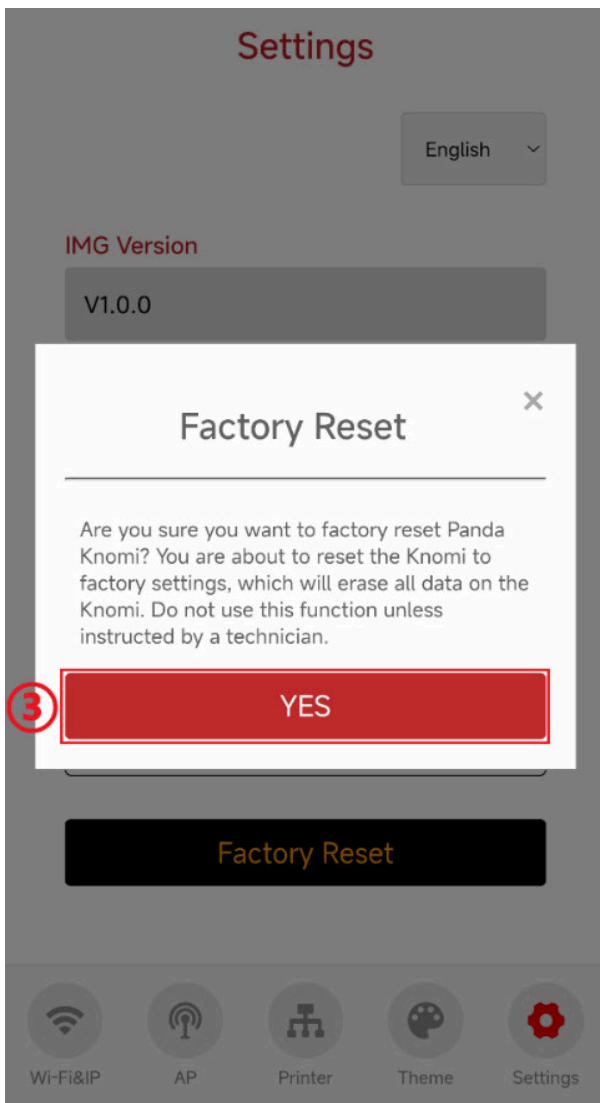 Settings
English
IMG Version
V1.0.0
×
Factory Reset
Are you sure you want to factory reset Panda
Knomi? You are about to reset the Knomi to
factory settings, which will erase all data on the
Knomi. Do not use this function unless
instructed by a technician.
③
YES
Factory Reset
Wi-Fi&IP
AP
Printer
Theme
Settings